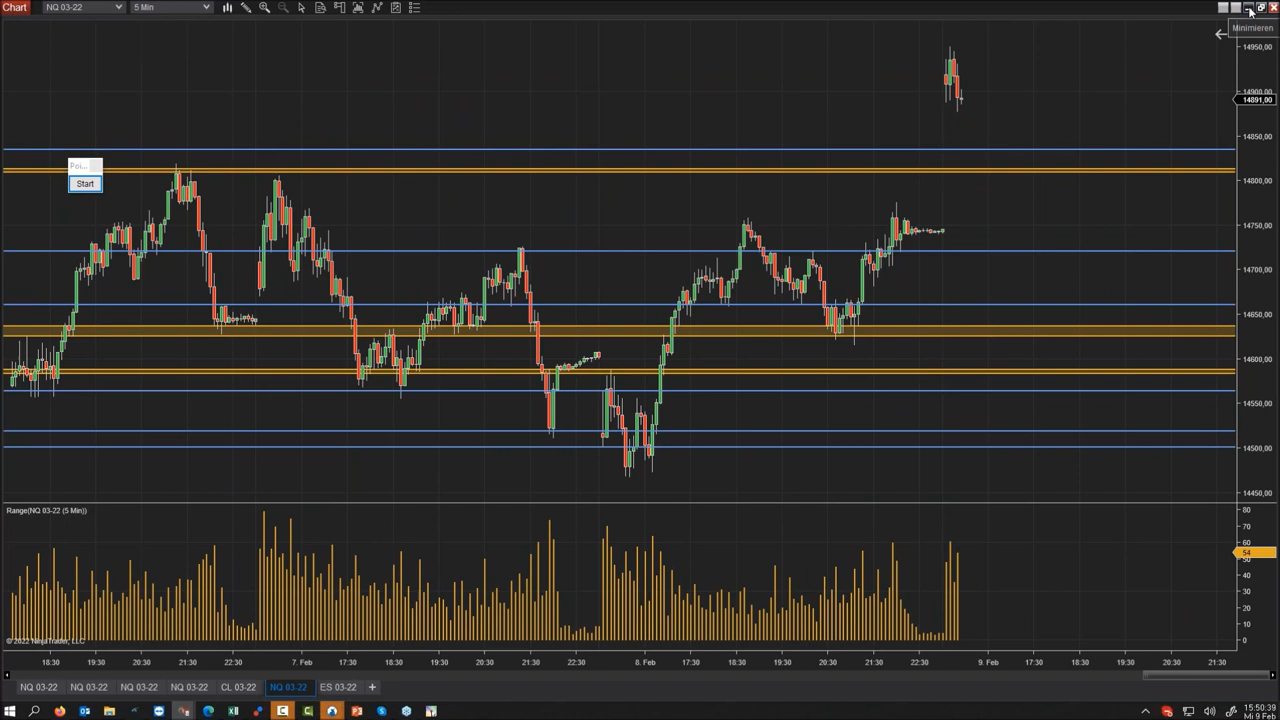 Chart NQ 03-22 5 Min
Minimieren
14950,00
14900,00
14891,00
14850,00
14800,00
14750,00
14700,00
14650,00
14600,00
14550,00
14500,00
14450,00
Poi...
Start
Range(NQ 03-22 (5 Min))
80
70
60
54
50
40
30
20
10
0
© 2022 NinjaTrader, LLC
18:30 19:30 20:30 21:30 22:30 7. Feb 17:30 18:30 19:30 20:30 21:30 22:30 8. Feb 17:30 18:30 19:30 20:30 21:30 22:30 9. Feb 17:30 18:30 19:30 20:30 21:30
NQ 03-22 NQ 03-22 NQ 03-22 NQ 03-22 CL 03-22 NQ 03-22 ES 03-22 +
15:50:39
Mi 9 Feb